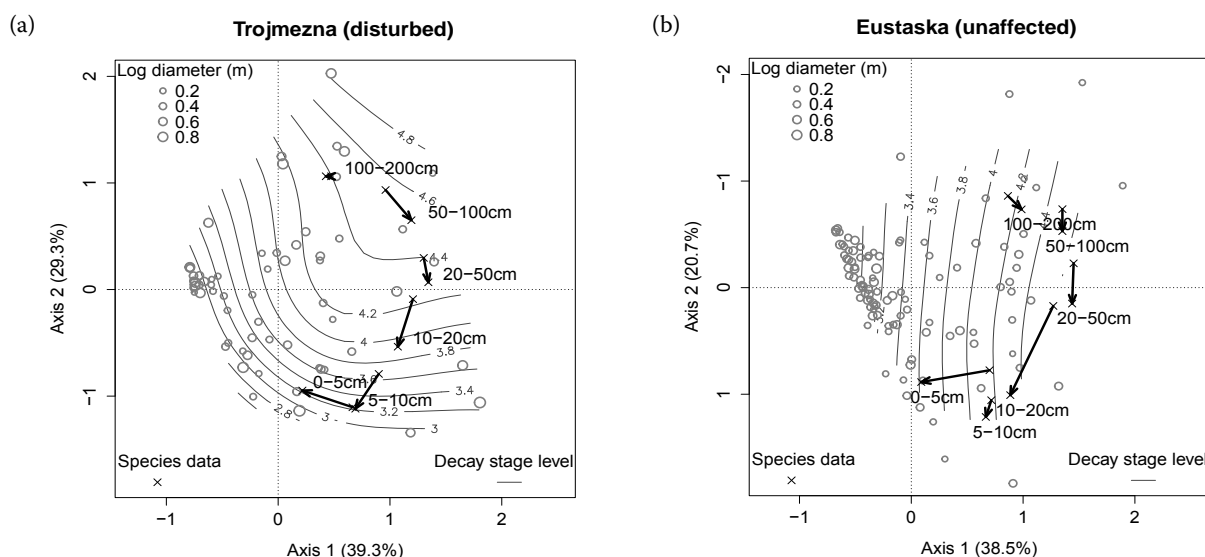 (a)
Trojmezna (disturbed)
Log diameter (m)
0.2
0.4
0.6
0.8
2
1
0
−1
Axis 2 (29.3%)
4.8
100−200cm
4.6
50−100cm
4.4
20−50cm
4.2
10−20cm
4
3.8
3.6
0−5cm
3.4
5−10cm
3.2
2.8
3
3
Species data
Decay stage level
−1
0
1
2
Axis 1 (39.3%)
(b)
Eustaska (unaffected)
Log diameter (m)
0.2
0.4
0.6
0.8
−2
−1
0
1
Axis 2 (20.7%)
3.2
3.4
3.6
3.8
4
4.2
100−200cm
50−100cm
20−50cm
0−5cm
10−20cm
5−10cm
Species data
Decay stage level
−1
0
1
2
Axis 1 (38.5%)